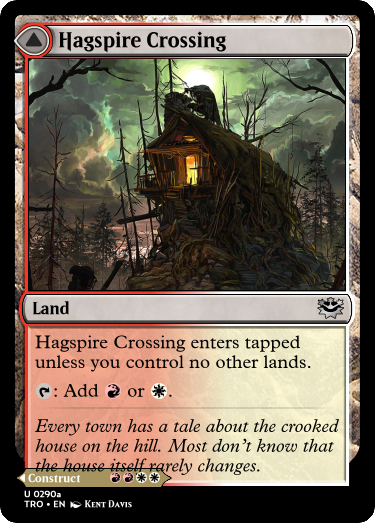 Hagspire Crossing
Land
Hagspire Crossing enters tapped
unless you control no other lands.
: Add or .
Every town has a tale about the crooked
house on the hill. Most don't know that
the house itself rarely changes.
Construct
U 0290a
TRO • EN Kent Davis